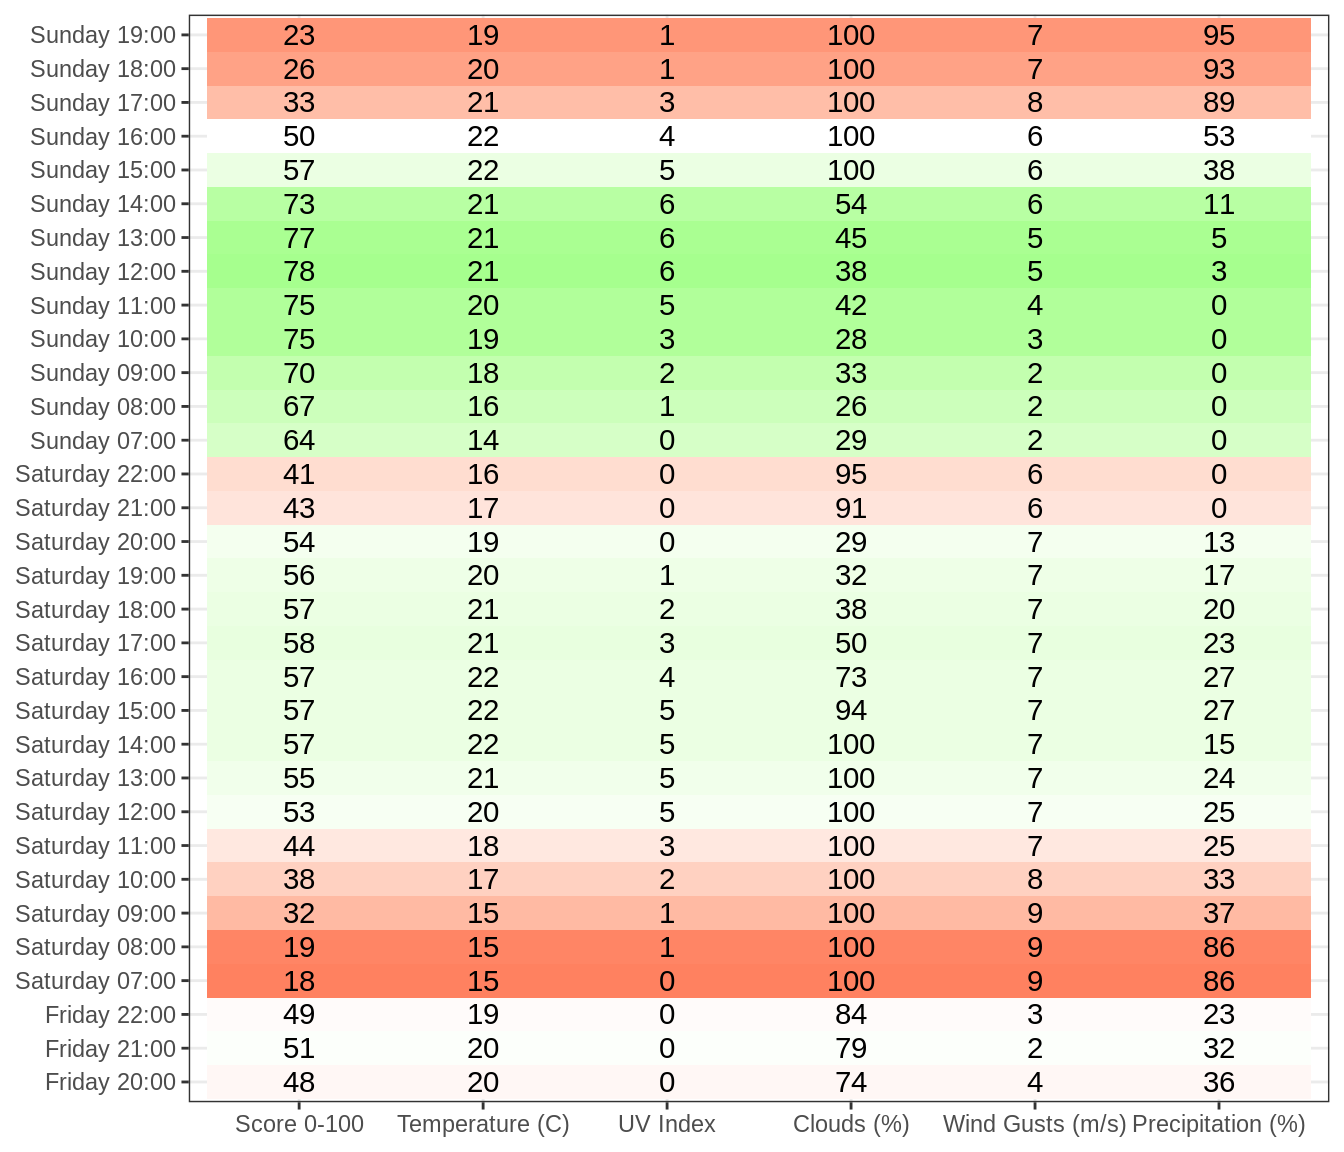 Sunday 19:00 23 19 1 100 7 95
Sunday 18:00 26 20 1 100 7 93
Sunday 17:00 33 21 3 100 8 89
Sunday 16:00 50 22 4 100 6 53
Sunday 15:00 57 22 5 100 6 38
Sunday 14:00 73 21 6 54 6 11
Sunday 13:00 77 21 6 45 5 5
Sunday 12:00 78 21 6 38 5 3
Sunday 11:00 75 20 5 42 4 0
Sunday 10:00 75 19 3 28 3 0
Sunday 09:00 70 18 2 33 2 0
Sunday 08:00 67 16 1 26 2 0
Sunday 07:00 64 14 0 29 2 0
Saturday 22:00 41 16 0 95 6 0
Saturday 21:00 43 17 0 91 6 0
Saturday 20:00 54 19 0 29 7 13
Saturday 19:00 56 20 1 32 7 17
Saturday 18:00 57 21 2 38 7 20
Saturday 17:00 58 21 3 50 7 23
Saturday 16:00 57 22 4 73 7 27
Saturday 15:00 57 22 5 94 7 27
Saturday 14:00 57 22 5 100 7 15
Saturday 13:00 55 21 5 100 7 24
Saturday 12:00 53 20 5 100 7 25
Saturday 11:00 44 18 3 100 7 25
Saturday 10:00 38 17 2 100 8 33
Saturday 09:00 32 15 1 100 9 37
Saturday 08:00 19 15 1 100 9 86
Saturday 07:00 18 15 0 100 9 86
Friday 22:00 49 19 0 84 3 23
Friday 21:00 51 20 0 79 2 32
Friday 20:00 48 20 0 74 4 36
Score 0-100 Temperature (C) UV Index Clouds (%) Wind Gusts (m/s) Precipitation (%)